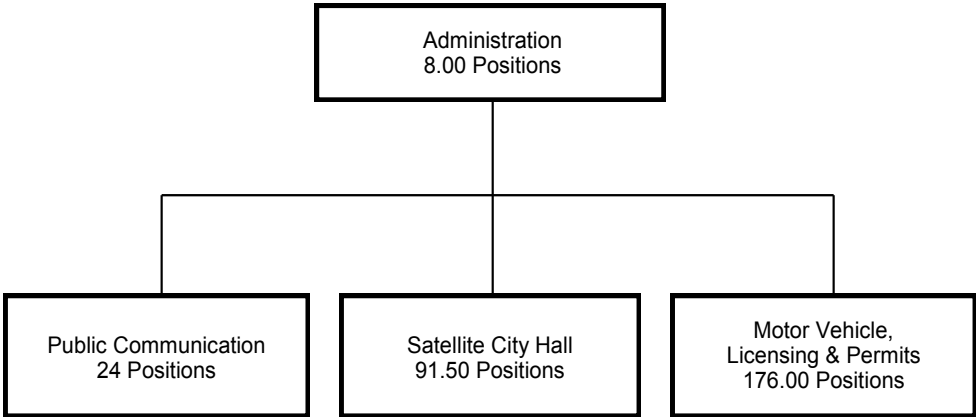 Administration
8.00 Positions
Public Communication
24 Positions
Satellite City Hall
91.50 Positions
Motor Vehicle,
Licensing & Permits
176.00 Positions